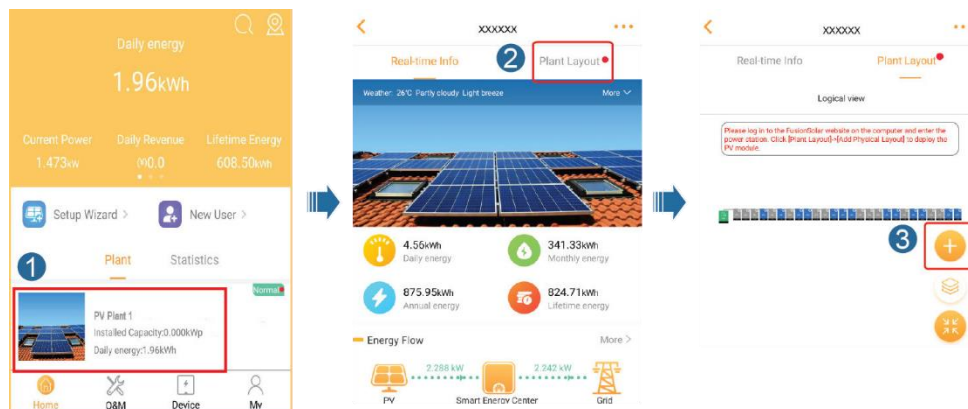 Daily energy
1.96kWh
Current Power Daily Revenue Lifetime Energy
1.473kW (¥)0.0 608.50kWh
Setup Wizard > New User >
1
Plant Statistics
Normal
PV Plant 1
Installed Capacity:0.000kWp
Daily energy:1.96kWh
Home O&M Device My
xxxxxx
Real-time Info 2 Plant Layout
Weather: 26℃ Partly cloudy Light breeze More
4.56kWh
Daily energy
341.33kWh
Monthly energy
875.95kWh
Annual energy
824.71kWh
Lifetime energy
Energy Flow More >
2.288 kW 2.242 kW
PV Smart Energy Center Grid
xxxxxx
Real-time Info Plant Layout
Logical view
Please log in to the FusionSolar website on the computer and enter the
power station. Click [Plant Layout]-[Add Physical Layout] to deploy the
PV module.
3